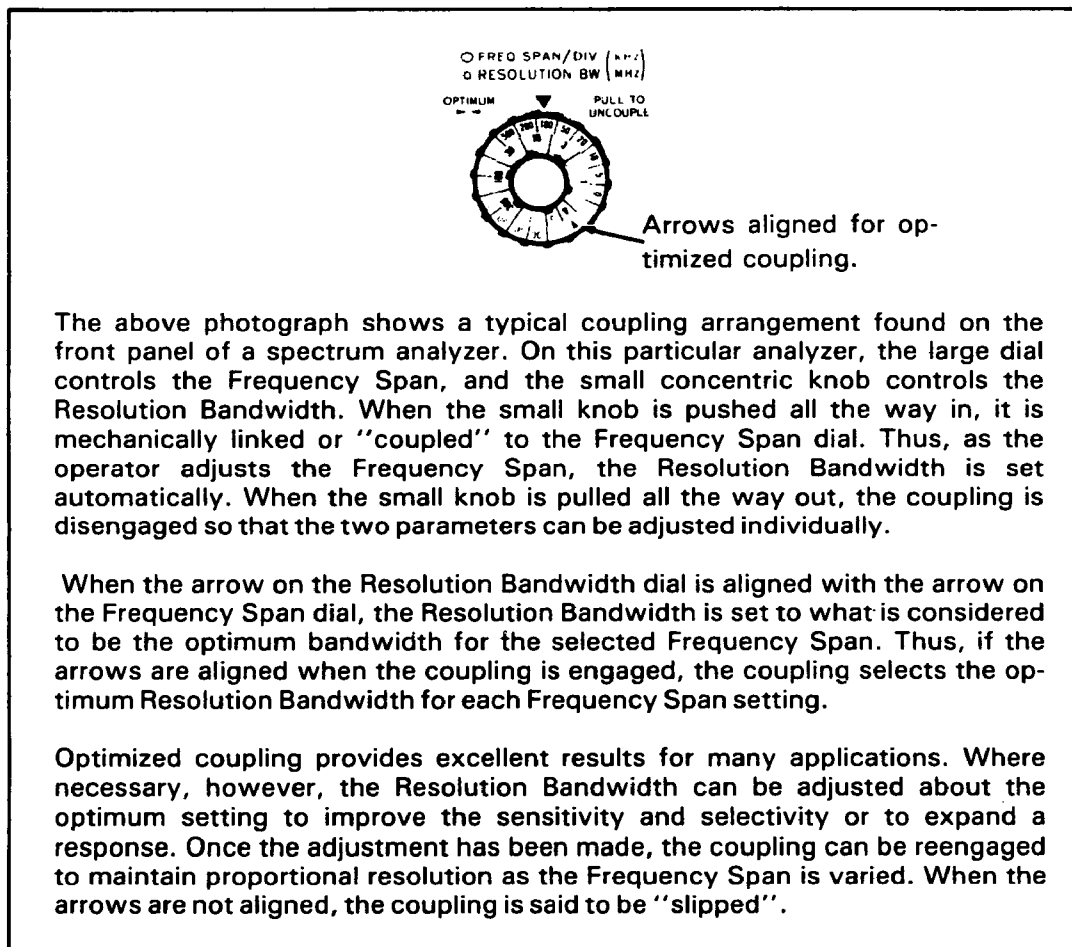 FREQ SPAN/DIV (KHZ)
RESOLUTION BW (MHZ)
OPTIMUM
PULL TO
UNCOUPLE
500 200 100 50 20 10 5
Arrows aligned for op-
timized coupling.
The above photograph shows a typical coupling arrangement found on the
front panel of a spectrum analyzer. On this particular analyzer, the large dial
controls the Frequency Span, and the small concentric knob controls the
Resolution Bandwidth. When the small knob is pushed all the way in, it is
mechanically linked or "coupled" to the Frequency Span dial. Thus, as the
operator adjusts the Frequency Span, the Resolution Bandwidth is set
automatically. When the small knob is pulled all the way out, the coupling is
disengaged so that the two parameters can be adjusted individually.
When the arrow on the Resolution Bandwidth dial is aligned with the arrow on
the Frequency Span dial, the Resolution Bandwidth is set to what is considered
to be the optimum bandwidth for the selected Frequency Span. Thus, if the
arrows are aligned when the coupling is engaged, the coupling selects the op-
timum Resolution Bandwidth for each Frequency Span setting.
Optimized coupling provides excellent results for many applications. Where
necessary, however, the Resolution Bandwidth can be adjusted about the
optimum setting to improve the sensitivity and selectivity or to expand a
response. Once the adjustment has been made, the coupling can be reengaged
to maintain proportional resolution as the Frequency Span is varied. When the
arrows are not aligned, the coupling is said to be "slipped".